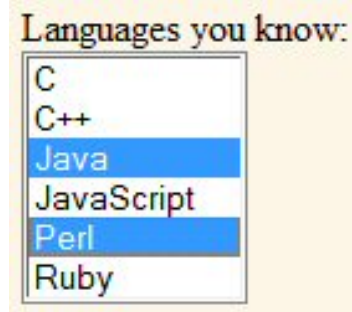 Languages you know:
C
C++
Java
JavaScript
Perl
Ruby